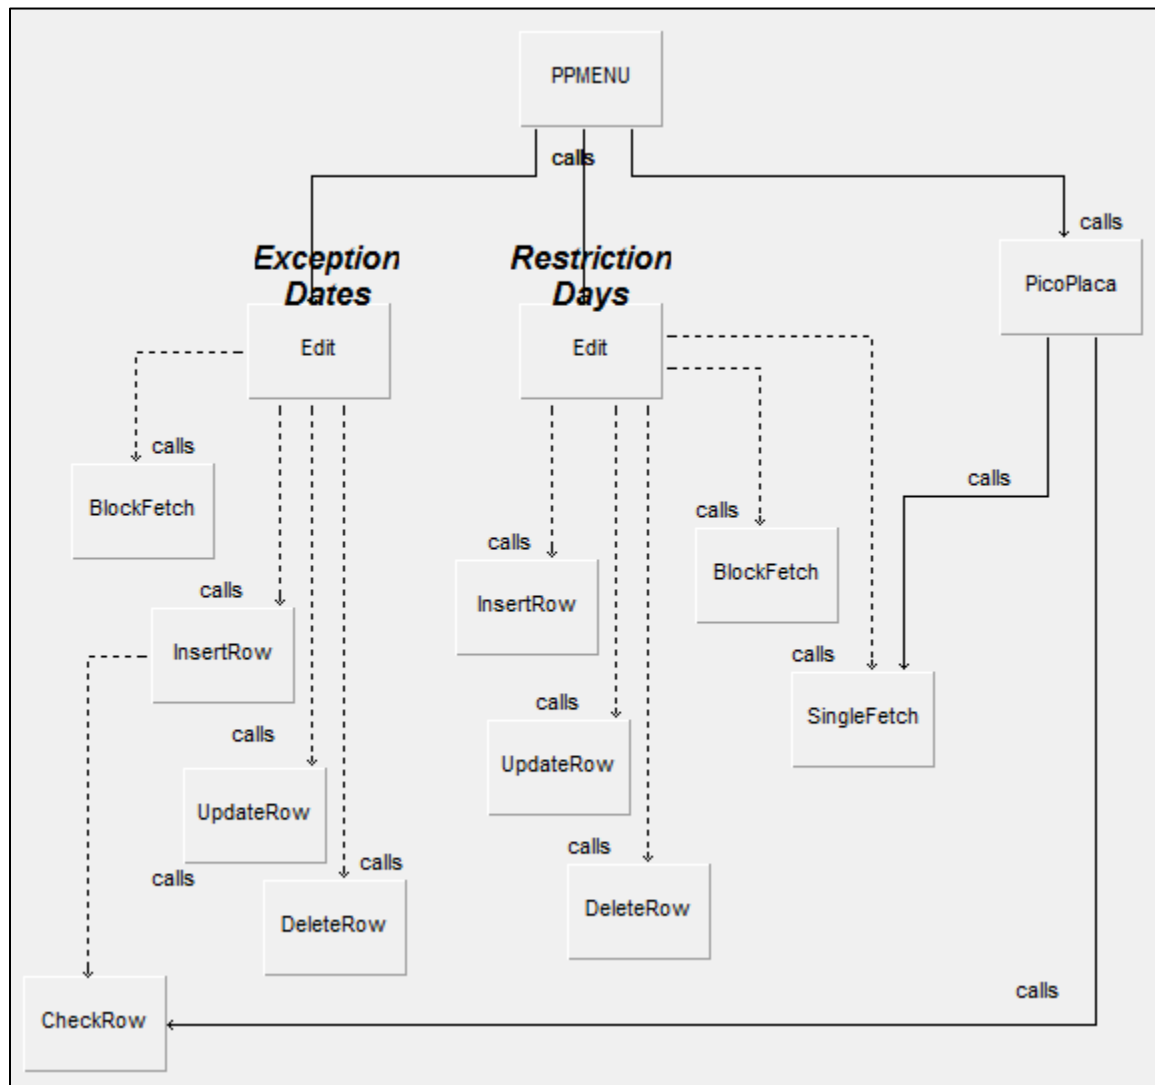 PPMENU
calls
calls
Exception
Dates
Restriction
Days
PicoPlaca
Edit
Edit
calls
BlockFetch
calls
calls
BlockFetch
calls
InsertRow
calls
InsertRow
calls
SingleFetch
calls
UpdateRow
calls
UpdateRow
calls
calls
DeleteRow
calls
DeleteRow
calls
CheckRow